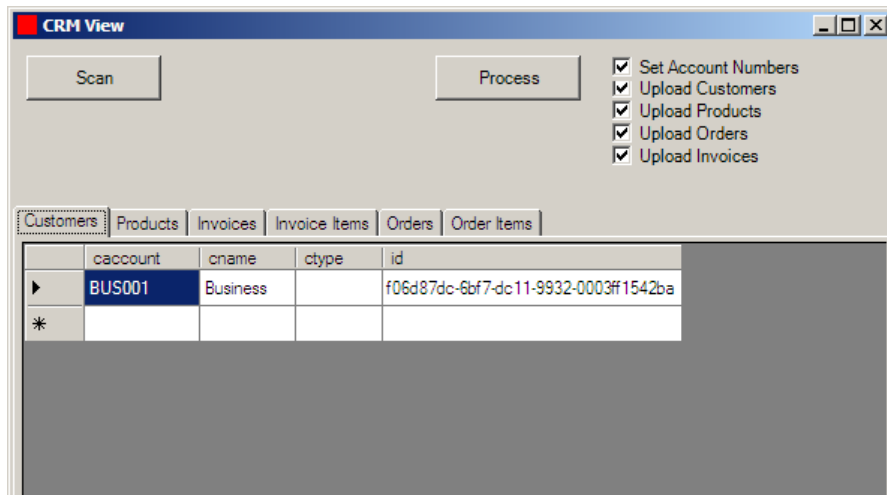 CRM View
Scan
Process
Set Account Numbers
Upload Customers
Upload Products
Upload Orders
Upload Invoices
Customers Products Invoices Invoice Items Orders Order Items
caccount cname ctype id
BUS001 Business f06d87dc-6bf7-dc11-9932-0003ff1542ba